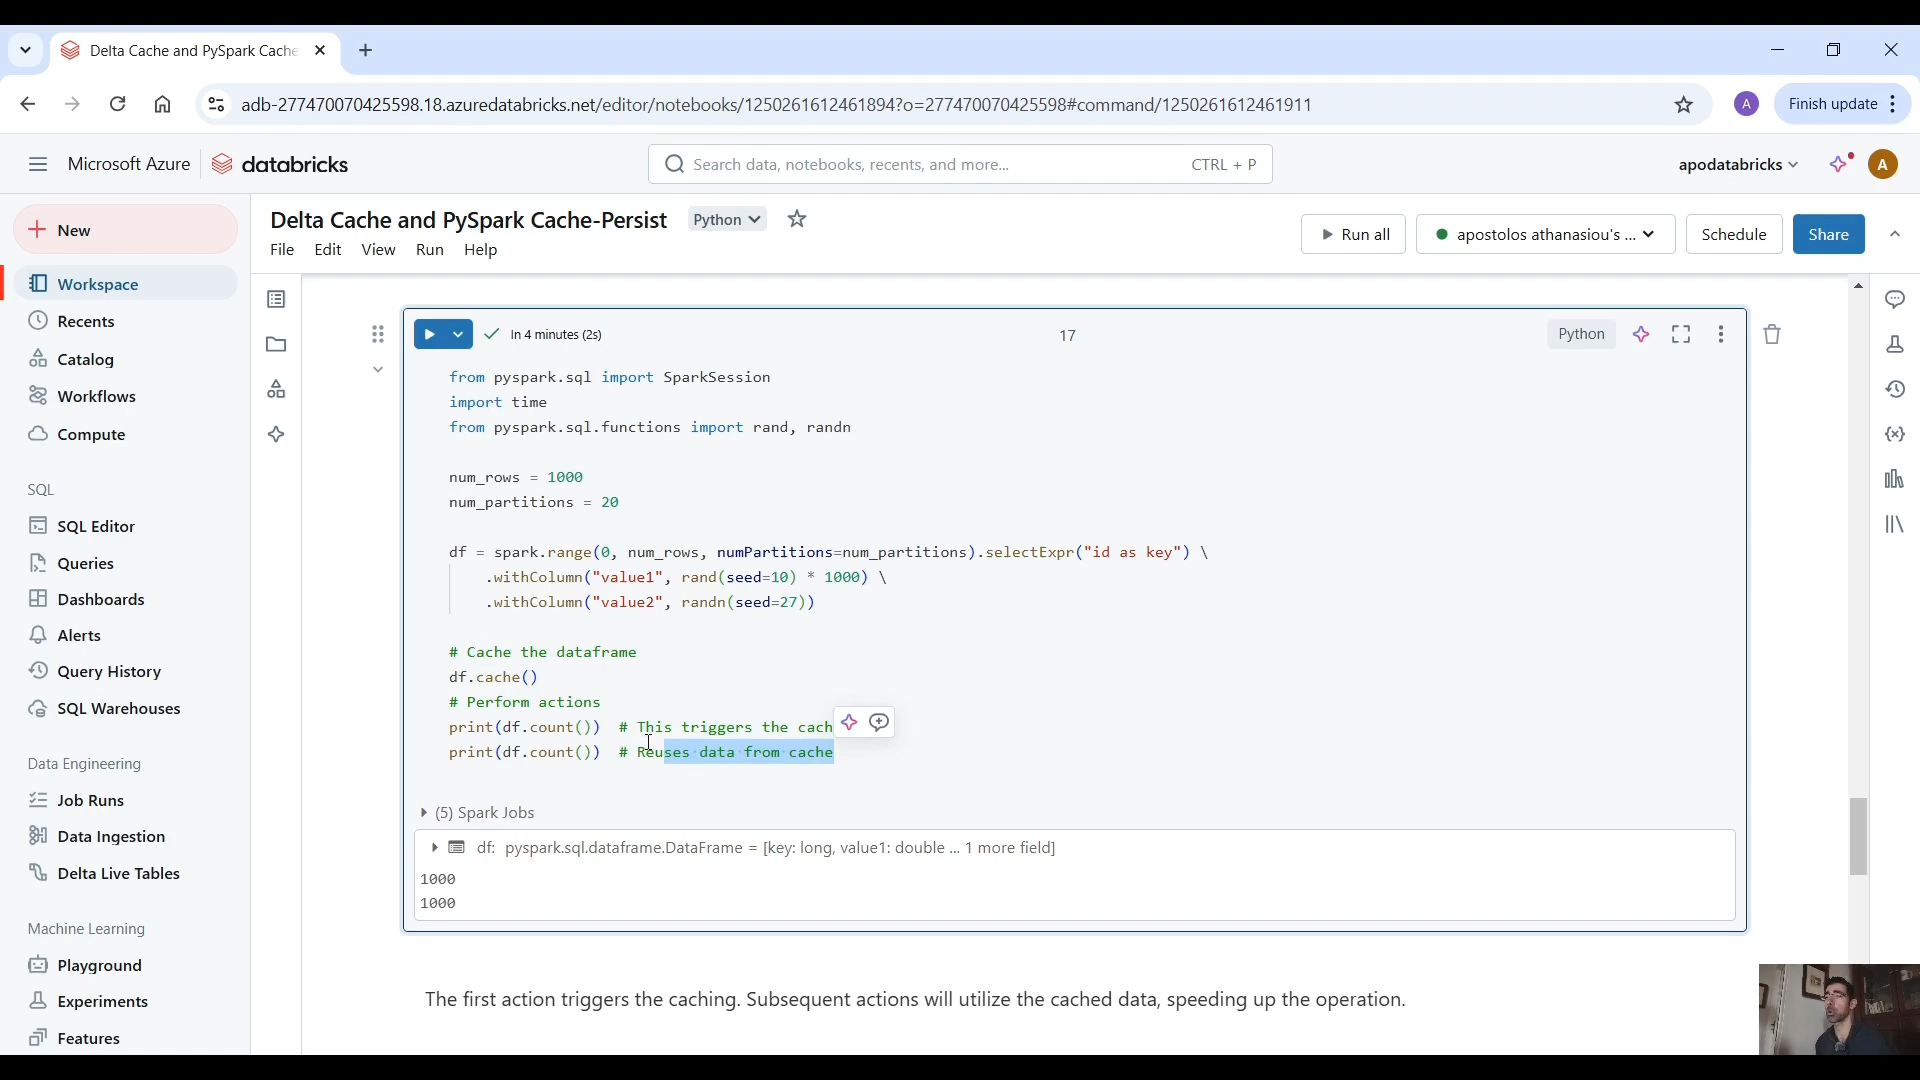 Delta Cache and PySpark Cache
adb-277470070425598.18.azuredatabricks.net/editor/notebooks/1250261612461894?o=277470070425598#command/1250261612461911
A
Finish update
Microsoft Azure
databricks
Search data, notebooks, recents, and more...
CTRL + P
apodatabricks
A
New
Workspace
Recents
Catalog
Workflows
Compute
SQL
SQL Editor
Queries
Dashboards
Alerts
Query History
SQL Warehouses
Data Engineering
Job Runs
Data Ingestion
Delta Live Tables
Machine Learning
Playground
Experiments
Features
Delta Cache and PySpark Cache-Persist
Python
File Edit View Run Help
Run all
apostolos athanasiou's ...
Schedule
Share
In 4 minutes (2s)
17
Python
from pyspark.sql import SparkSession
import time
from pyspark.sql.functions import rand, randn
num_rows = 1000
num_partitions = 20
df = spark.range(0, num_rows, numPartitions=num_partitions).selectExpr("id as key") \
.withColumn("value1", rand(seed=10) * 1000) \
.withColumn("value2", randn(seed=27))
# Cache the dataframe
df.cache()
# Perform actions
print(df.count()) # This triggers the cach
print(df.count()) # Reuses data from cache
(5) Spark Jobs
df: pyspark.sql.dataframe.DataFrame = [key: long, value1: double ... 1 more field]
1000
1000
The first action triggers the caching. Subsequent actions will utilize the cached data, speeding up the operation.